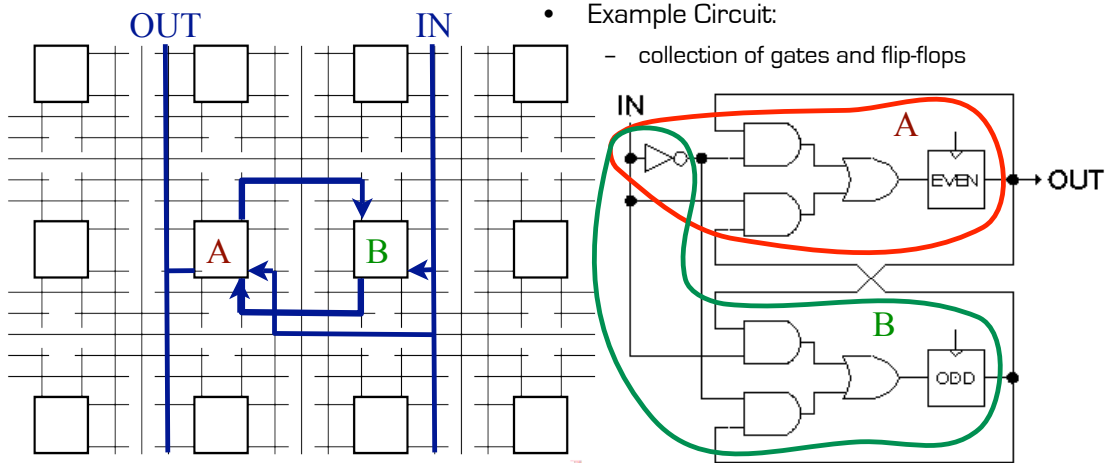 OUT
IN
• Example Circuit:
– collection of gates and flip-flops
IN
A
EVEN
OUT
A
B
B
ODD